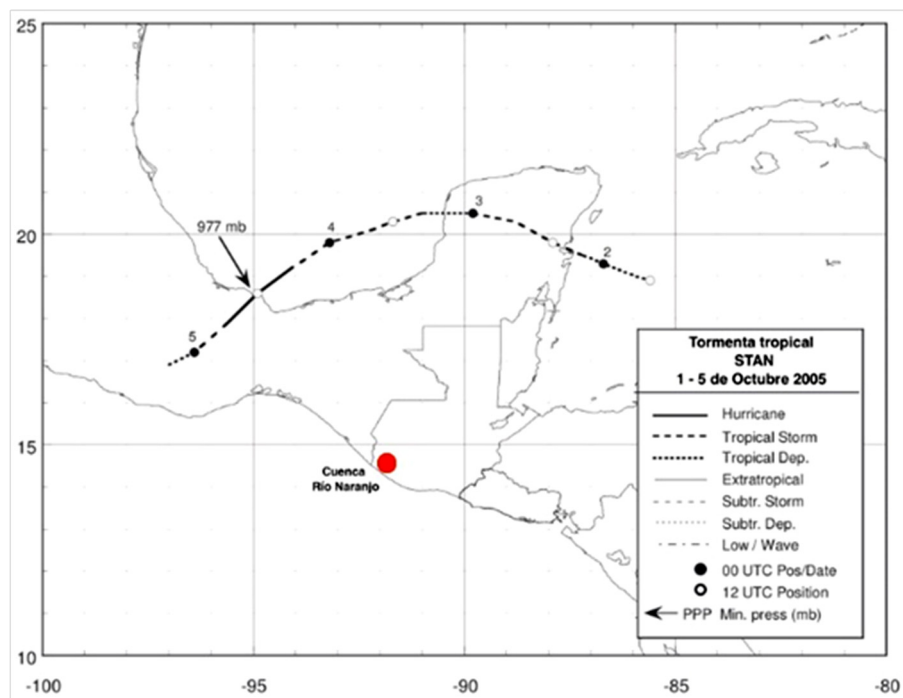 25
20
15
10
-100
-95
-90
-85
-80
977 mb
5
4
3
2
Cuenca
Río Naranjo
Tormenta tropical
STAN
1 - 5 de Octubre 2005
Hurricane
Tropical Storm
Tropical Dep.
Extratropical
Subtr. Storm
Subtr. Dep.
Low / Wave
00 UTC Pos/Date
12 UTC Position
PPP Min. press (mb)